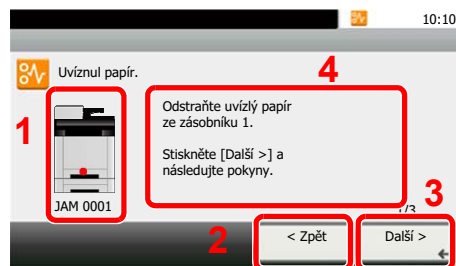 10:10
Uvíznul papír.
4
1
Odstraňte uvízlý papír
ze zásobníku 1.
Stiskněte [Další >] a
následujte pokyny.
JAM 0001
1/3
3
2
< Zpět
Další >